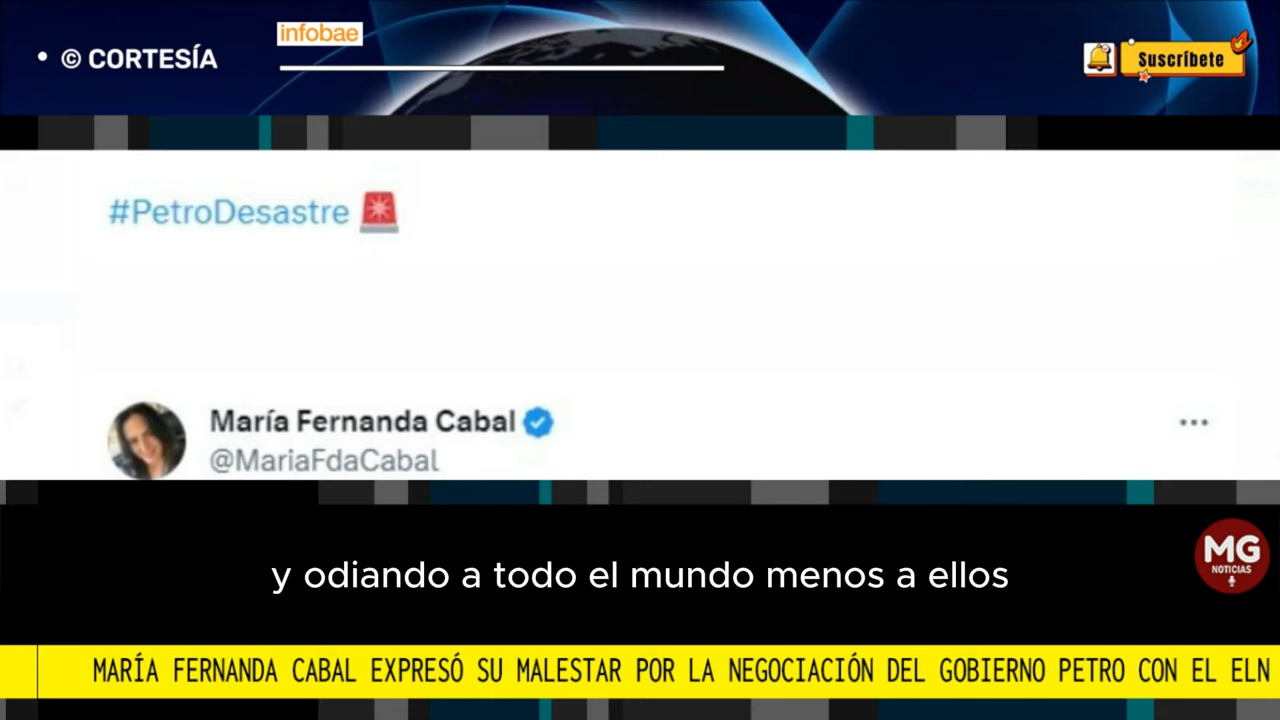 infobae
• © CORTESÍA
Suscríbete
#PetroDesastre
María Fernanda Cabal
@MariaFdaCabal
y odiando a todo el mundo menos a ellos
MG
NOTICIAS
MARÍA FERNANDA CABAL EXPRESÓ SU MALESTAR POR LA NEGOCIACIÓN DEL GOBIERNO PETRO CON EL ELN